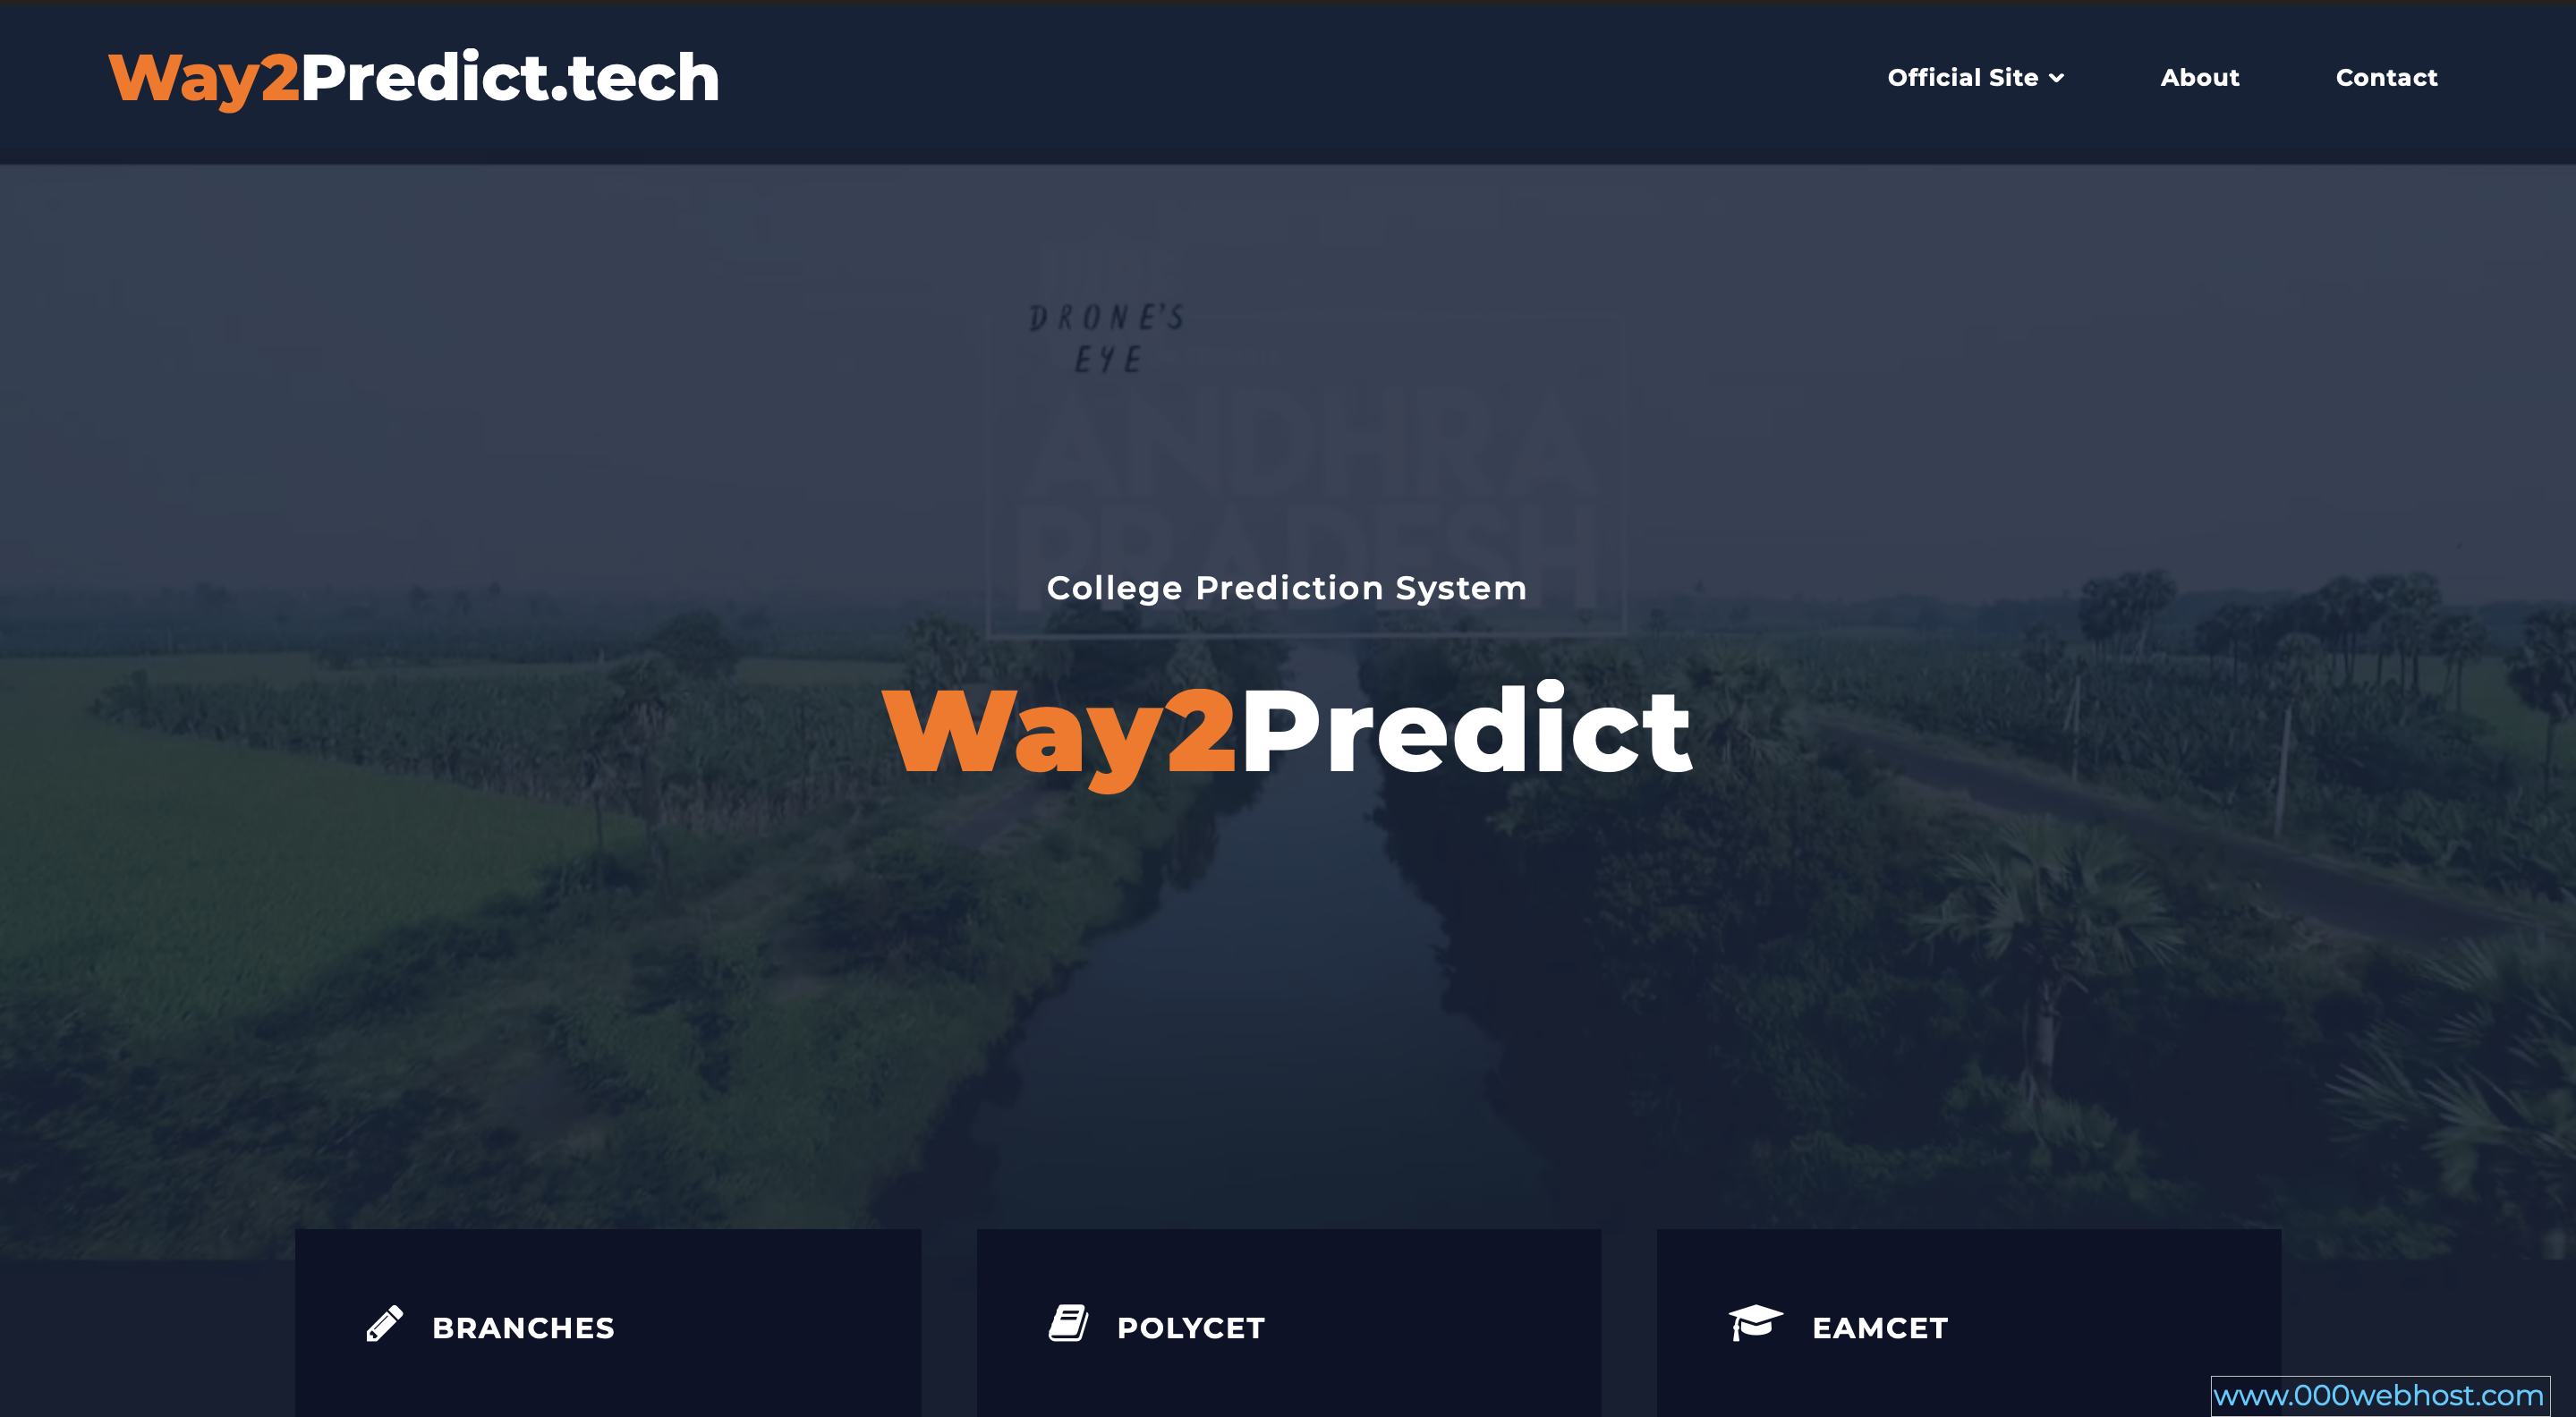 Way2Predict.tech
Official Site
About
Contact
DRONE'S
EYE
ANDHRA
PRADESH
College Prediction System
Way2Predict
BRANCHES
POLYCET
EAMCET
www.000webhost.com